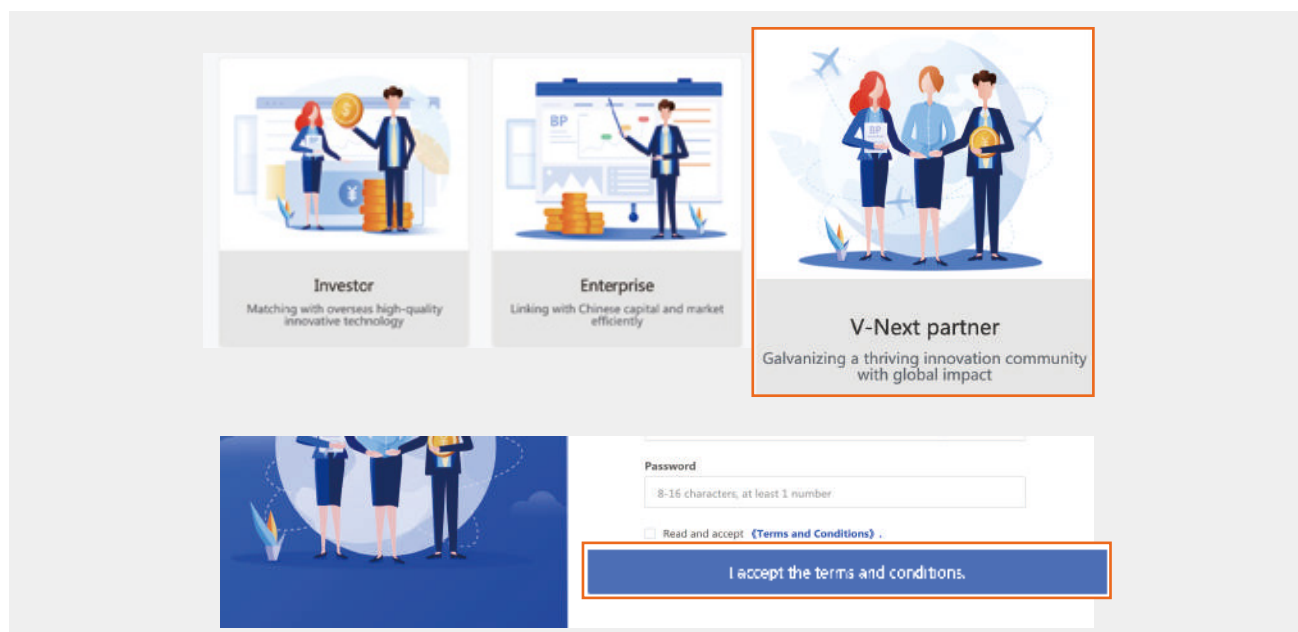 BP
$
¥
Investor
Matching with overseas high-quality
innovative technology
BP
Enterprise
Linking with Chinese capital and market
efficiently
BP
V-Next partner
Galvanizing a thriving innovation community
with global impact
Password
8-16 characters, at least 1 number
Read and accept 《Terms and Conditions》.
I accept the terms and conditions.